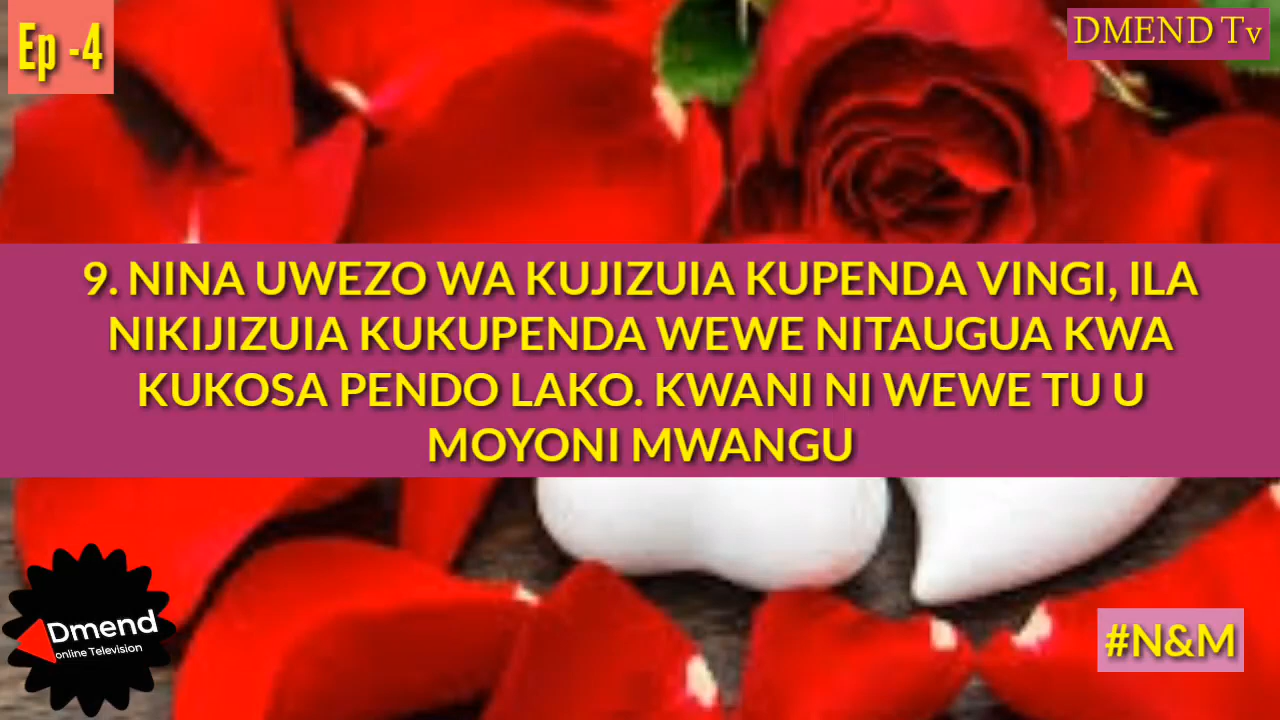 Ep -4
DMEND Tv
9. NINA UWEZO WA KUJIZUIA KUPENDA VINGI, ILA
NIKIJIZUIA KUKUPENDA WEWE NITAUGUA KWA
KUKOSA PENDO LAKO. KWANI NI WEWE TU U
MOYONI MWANGU
Dmend
online Television
#N&M